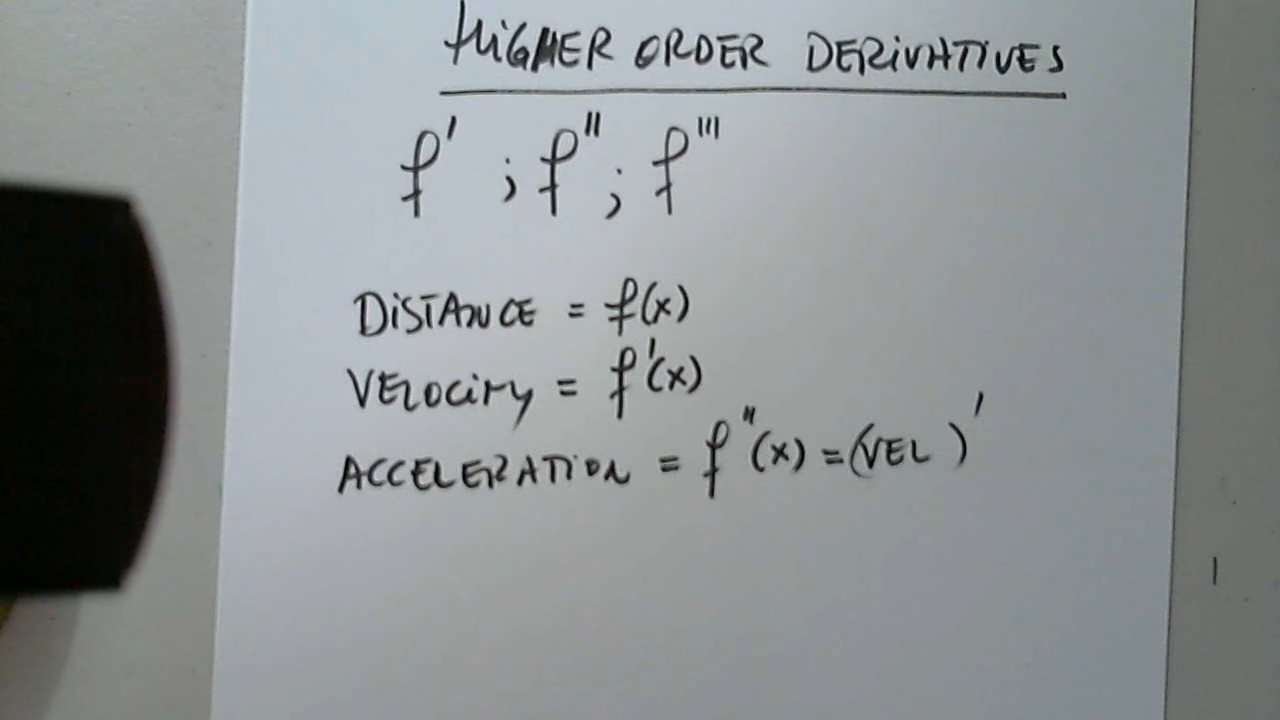 HIGHER ORDER DERIVATIVES
f' ; f'' ; f'''
DISTANCE = f(x)
VELOCITY = f'(x)
ACCELERATION = f''(x) = (VEL)'